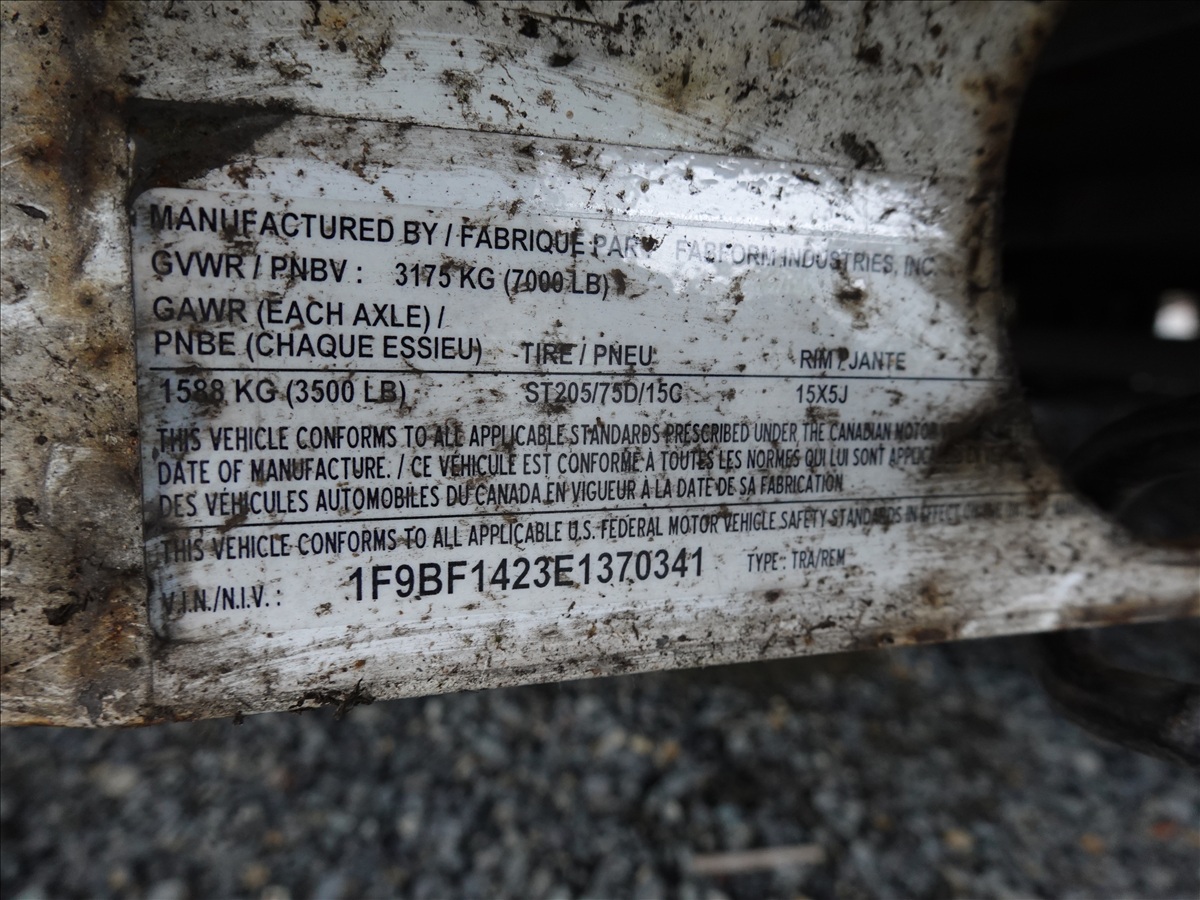 MANUFACTURED BY / FABRIQUE PAR FABFORM INDUSTRIES, INC.
GVWR / PNBV : 3175 KG (7000 LB)
GAWR (EACH AXLE) /
PNBE (CHAQUE ESSIEU) TIRE / PNEU RIM / JANTE
1588 KG (3500 LB) ST205/75D/15C 15X5J
THIS VEHICLE CONFORMS TO ALL APPLICABLE STANDARDS PRESCRIBED UNDER THE CANADIAN MOTOR
DATE OF MANUFACTURE. / CE VÉHICULE EST CONFORME À TOUTES LES NORMES QUI LUI SONT
DES VÉHICULES AUTOMOBILES DU CANADA EN VIGUEUR À LA DATE DE SA FABRICATION
THIS VEHICLE CONFORMS TO ALL APPLICABLE U.S. FEDERAL MOTOR VEHICLE SAFETY STANDARDS IN EFFECT
V.I.N./N.I.V. : 1F9BF1423E1370341 TYPE: TRA/REM